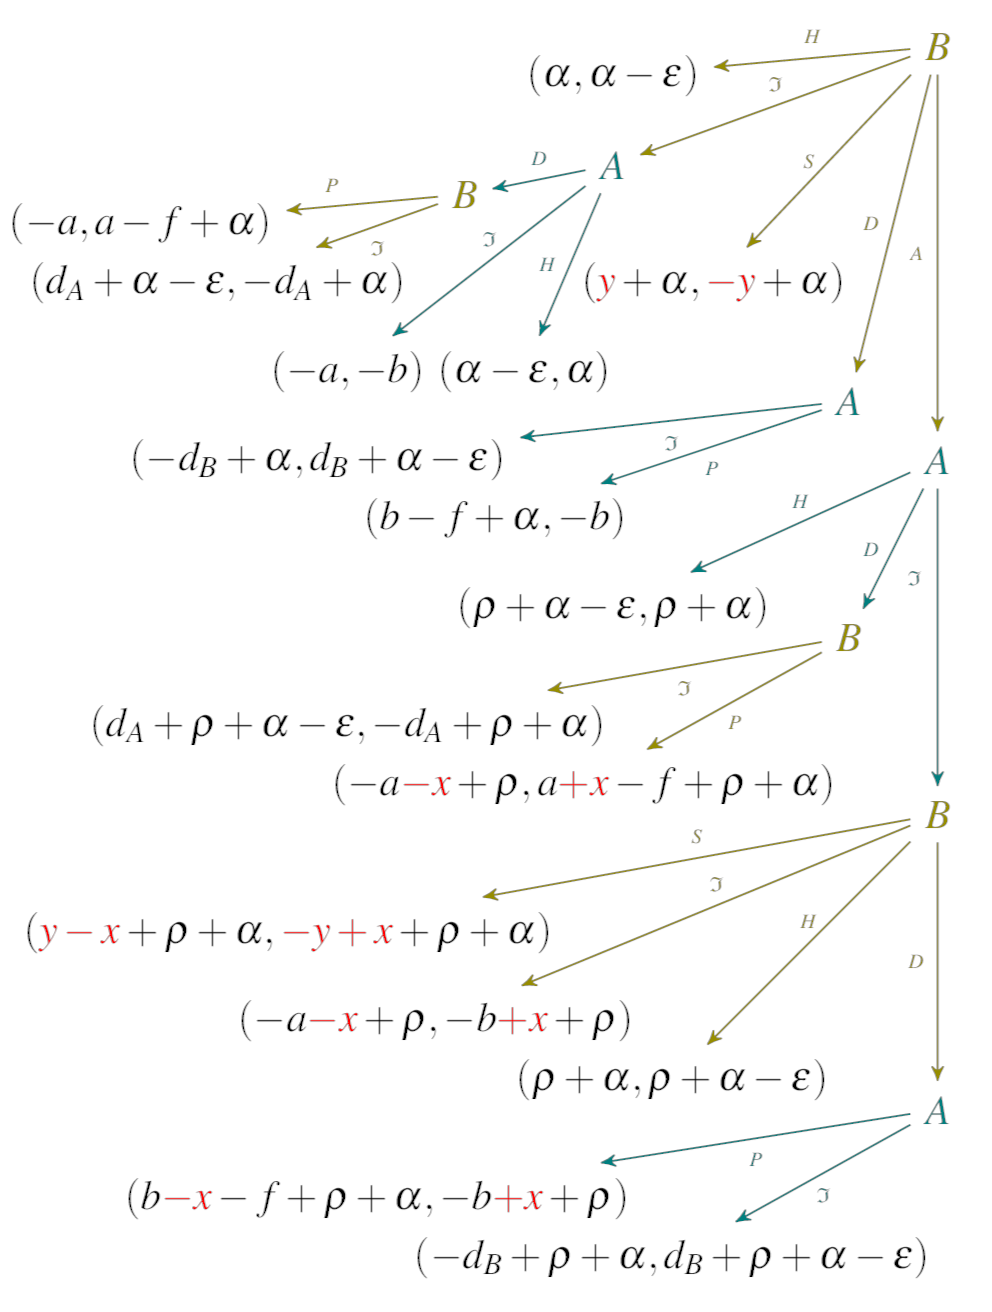 H B
(α, α − ε) ℑ
D A S
P B
(−a, a − f + α) ℑ D
ℑ H A
(d_A + α − ε, −d_A + α) (y + α, −y + α)
(−a, −b) (α − ε, α)
A
(−d_B + α, d_B + α − ε) ℑ
P A
(b − f + α, −b) H
D ℑ
(ρ + α − ε, ρ + α)
B
ℑ
(d_A + ρ + α − ε, −d_A + ρ + α) P
(−a−x + ρ, a+x − f + ρ + α)
S B
ℑ
(y − x + ρ + α, −y + x + ρ + α) H
D
(−a−x + ρ, −b+x + ρ)
(ρ + α, ρ + α − ε)
A
P
(b−x − f + ρ + α, −b+x + ρ) ℑ
(−d_B + ρ + α, d_B + ρ + α − ε)